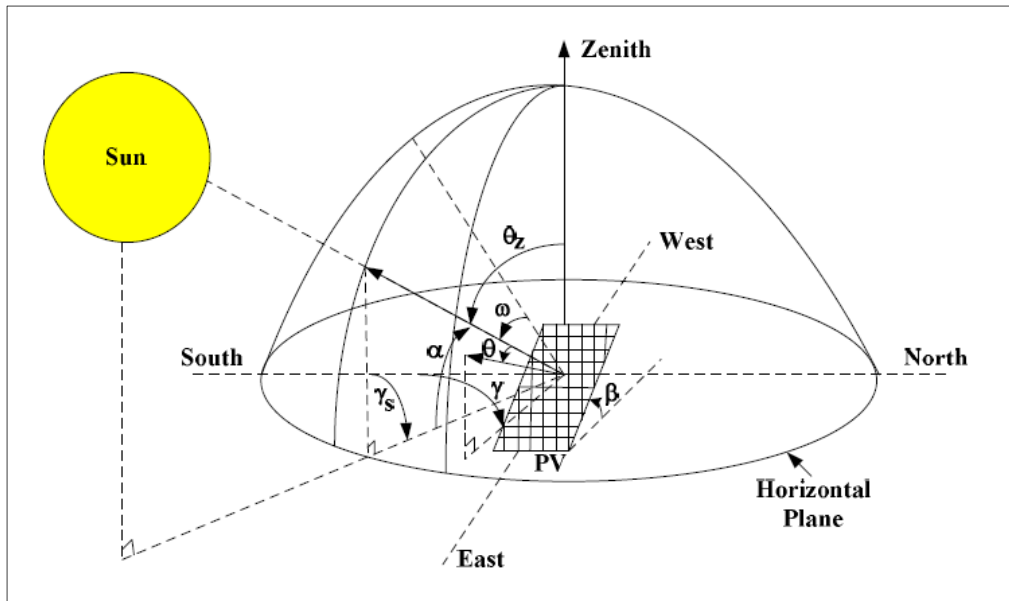 Zenith
Sun
θz
West
ω
South
α
θ
North
γs
γ
β
PV
Horizontal
Plane
East